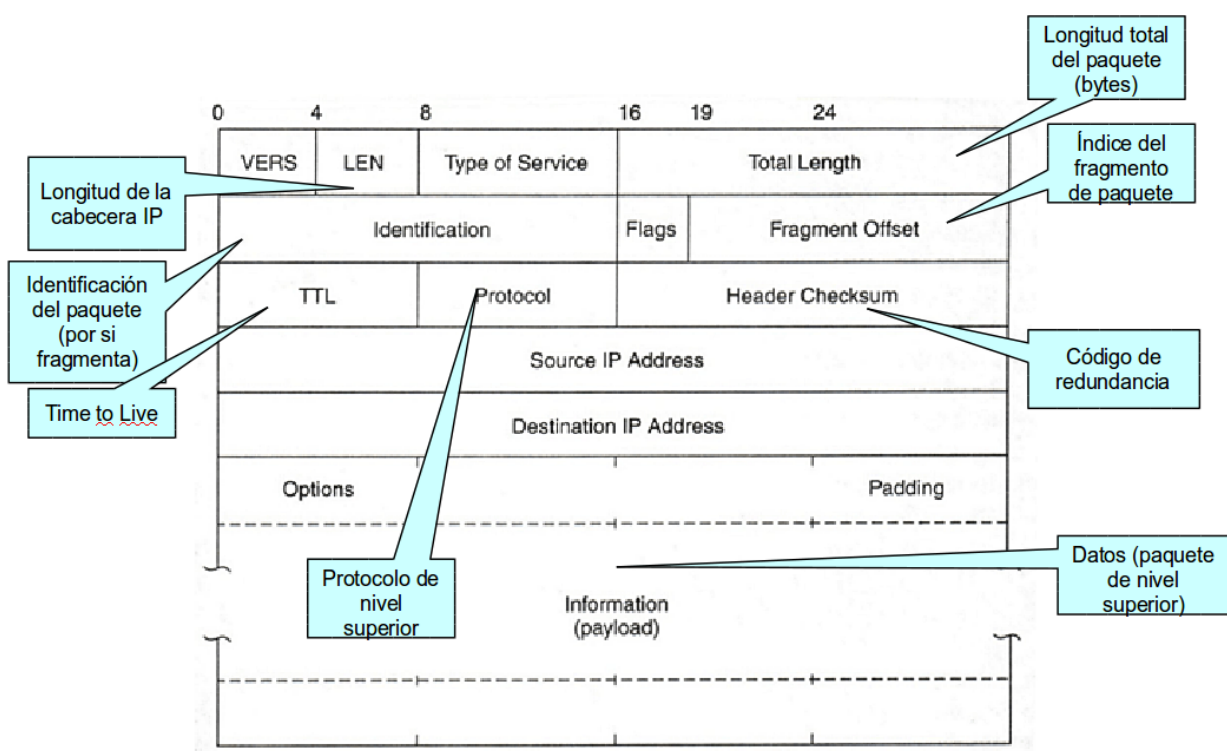 Longitud total
del paquete
(bytes)
0 4 8 16 19 24
VERS LEN Type of Service Total Length
Índice del
fragmento
de paquete
Longitud de la
cabecera IP
Identification Flags Fragment Offset
Identificación
del paquete
(por si
fragmenta)
TTL Protocol Header Checksum
Source IP Address
Código de
redundancia
Time to Live
Destination IP Address
Options Padding
Protocolo de
nivel
superior
Datos (paquete
de nivel
superior)
Information
(payload)